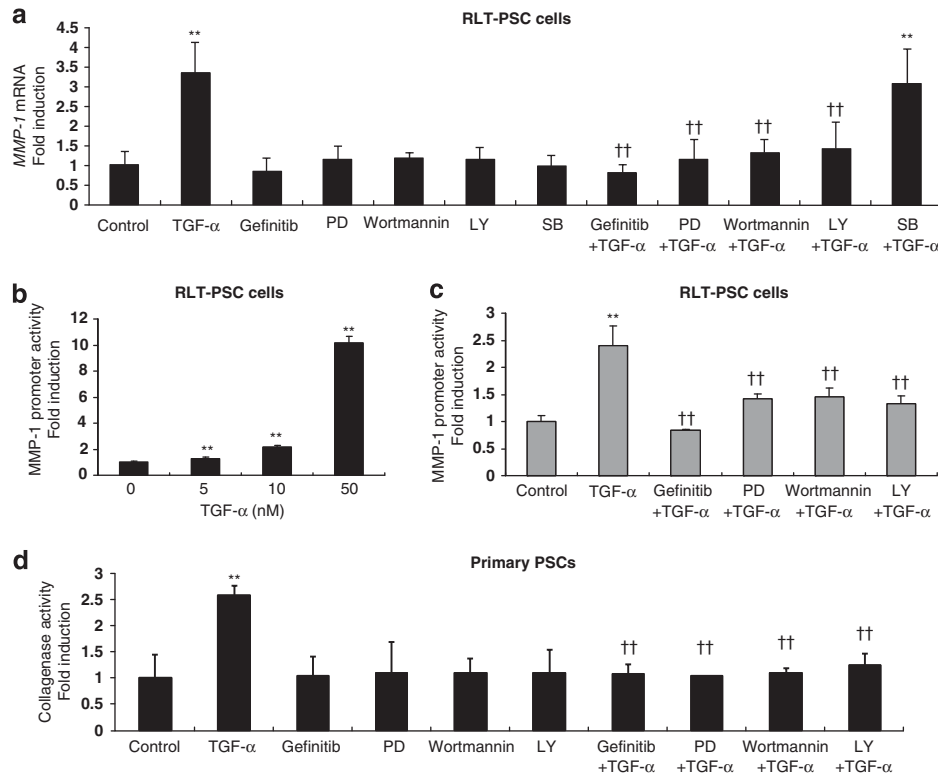 a
RLT-PSC cells
MMP-1 mRNA
Fold induction
4.5
4
3.5
3
2.5
2
1.5
1
0.5
**
††
††
††
††
**
Control
TGF-α
Gefinitib
PD
Wortmannin
LY
SB
Gefinitib
+TGF-α
PD
+TGF-α
Wortmannin
+TGF-α
LY
+TGF-α
SB
+TGF-α
b
RLT-PSC cells
MMP-1 promoter activity
Fold induction
12
10
8
6
4
2
0
**
**
**
0
5
10
50
TGF-α (nM)
c
RLT-PSC cells
MMP-1 promoter activity
Fold induction
3
2.5
2
1.5
1
0.5
0
**
††
††
††
††
Control
TGF-α
Gefinitib
+TGF-α
PD
+TGF-α
Wortmannin
+TGF-α
LY
+TGF-α
d
Primary PSCs
Collagenase activity
Fold induction
3
2.5
2
1.5
1
0.5
0
**
††
††
††
††
Control
TGF-α
Gefinitib
PD
Wortmannin
LY
Gefinitib
+TGF-α
PD
+TGF-α
Wortmannin
+TGF-α
LY
+TGF-α